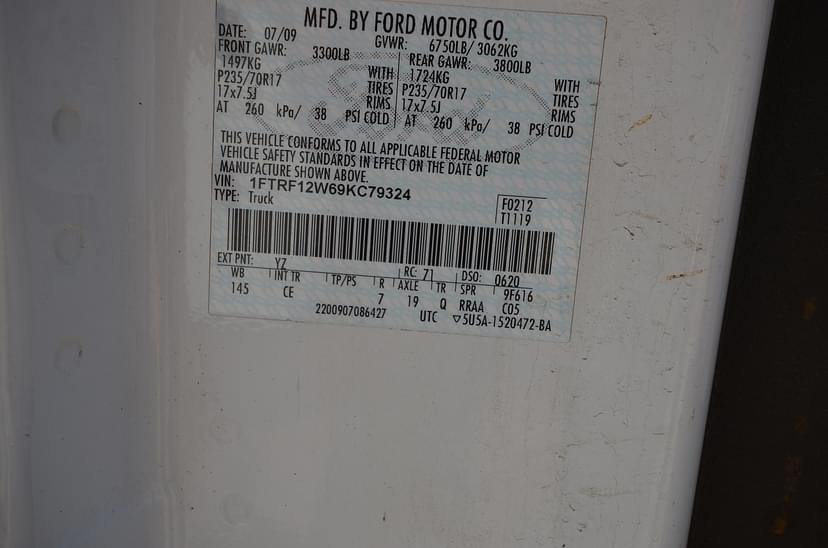 MFD. BY FORD MOTOR CO.
DATE: 07/09 GVWR: 6750LB/ 3062KG
FRONT GAWR: 3300LB REAR GAWR: 3800LB
1497KG WITH 1724KG WITH
P235/70R17 TIRES P235/70R17 TIRES
17x7.5J RIMS 17x7.5J RIMS
AT 260 kPa/ 38 PSI COLD AT 260 kPa/ 38 PSI COLD
THIS VEHICLE CONFORMS TO ALL APPLICABLE FEDERAL MOTOR
VEHICLE SAFETY STANDARDS IN EFFECT ON THE DATE OF
MANUFACTURE SHOWN ABOVE.
VIN: 1FTRF12W69KC79324
TYPE: Truck
F0212
T1119
EXT PNT: YZ RC: 71 DSO: 0620
WB INT TR TP/PS R AXLE TR SPR 9F616
145 CE 7 19 Q RRAA C05
2200907086427 UTC ▽5U5A-1520472-BA